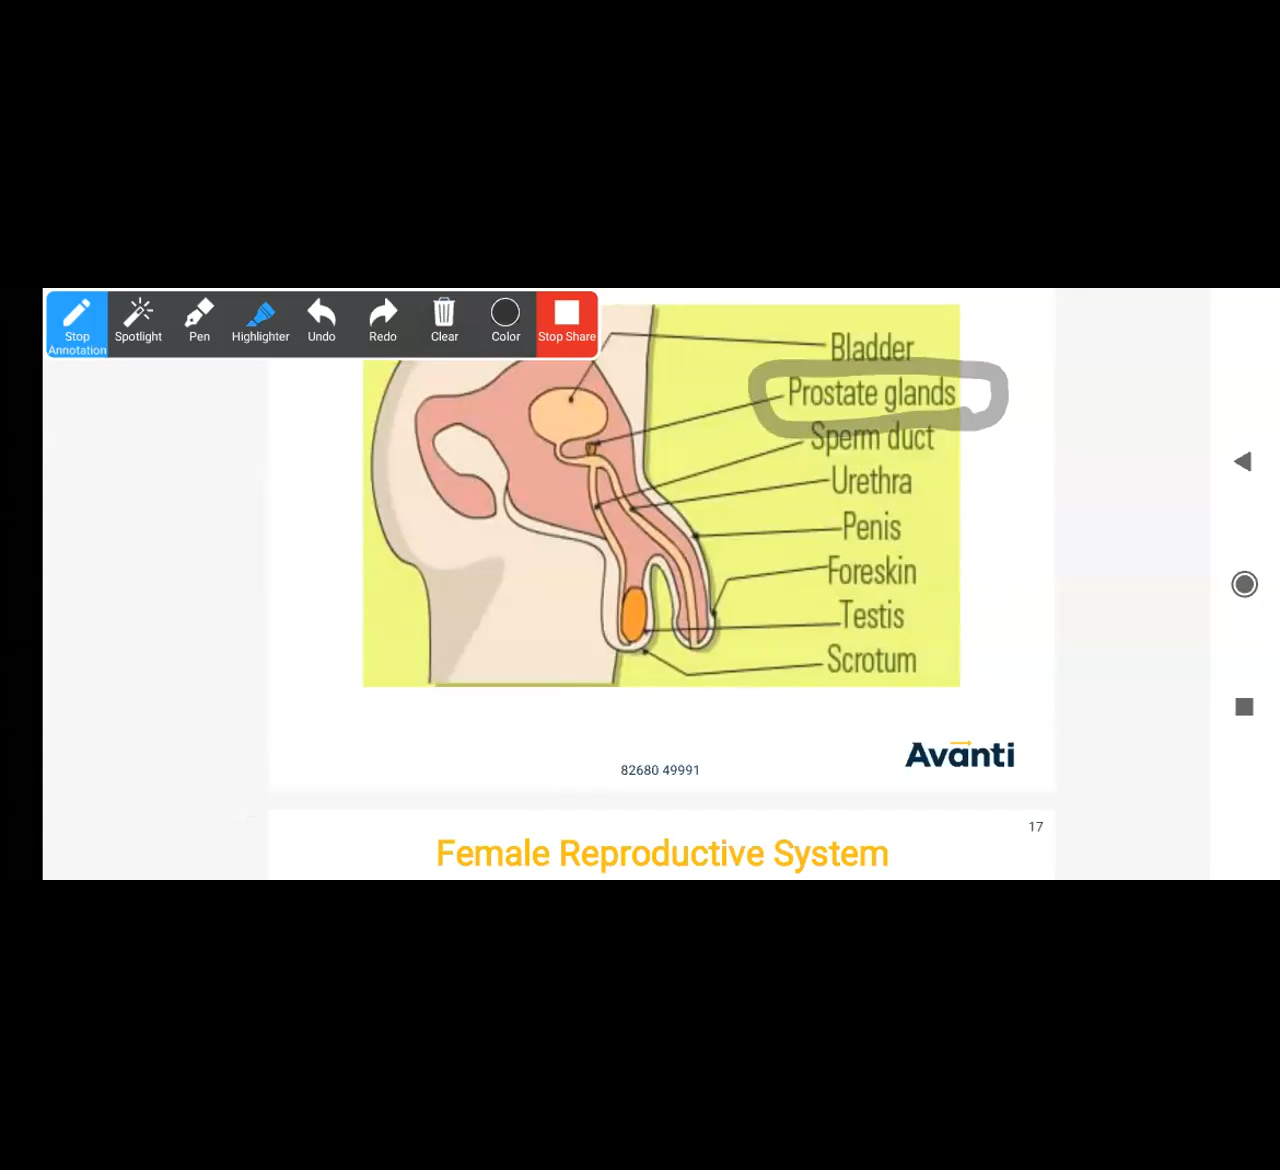 Stop Annotation
Spotlight
Pen
Highlighter
Undo
Redo
Clear
Color
Stop Share
Bladder
Prostate glands
Sperm duct
Urethra
Penis
Foreskin
Testis
Scrotum
82680 49991
Avanti
17
Female Reproductive System